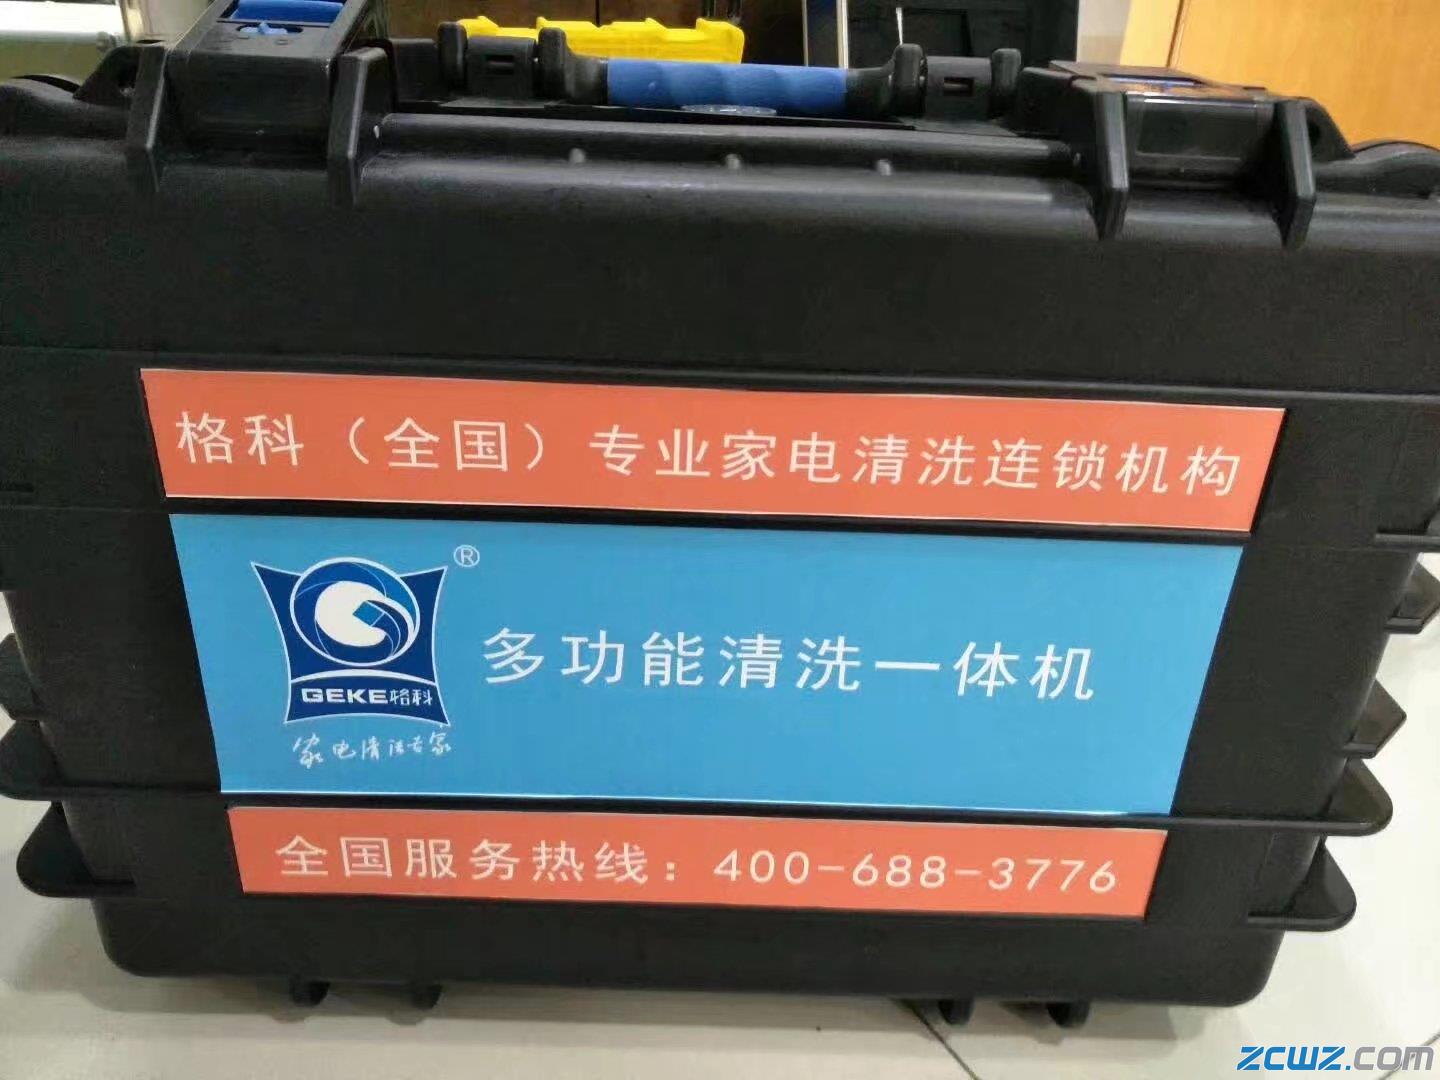 格科（全国）专业家电清洗连锁机构
®
GEKE格科
家电清洁专家
多功能清洗一体机
全国服务热线：400-688-3776
zcwz.com